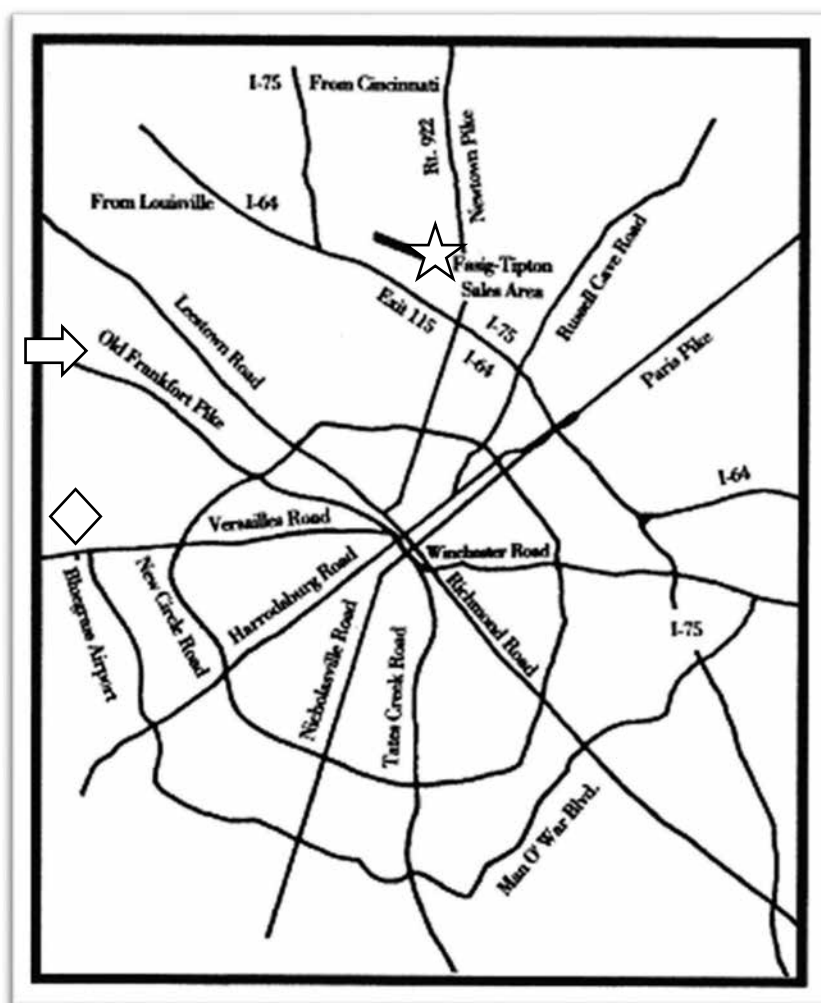 I-75
From Cincinnati
Rt. 922
Newtown Pike
From Louisville
I-64
Fasig-Tipton
Sales Area
Russell Cave Road
Exit 115
I-75
I-64
Leestown Road
Old Frankfort Pike
Paris Pike
I-64
Versailles Road
Winchester Road
Bluegrass Airport
New Circle Road
Harrodsburg Road
Nicholasville Road
Tates Creek Road
Richmond Road
I-75
Man O' War Blvd.